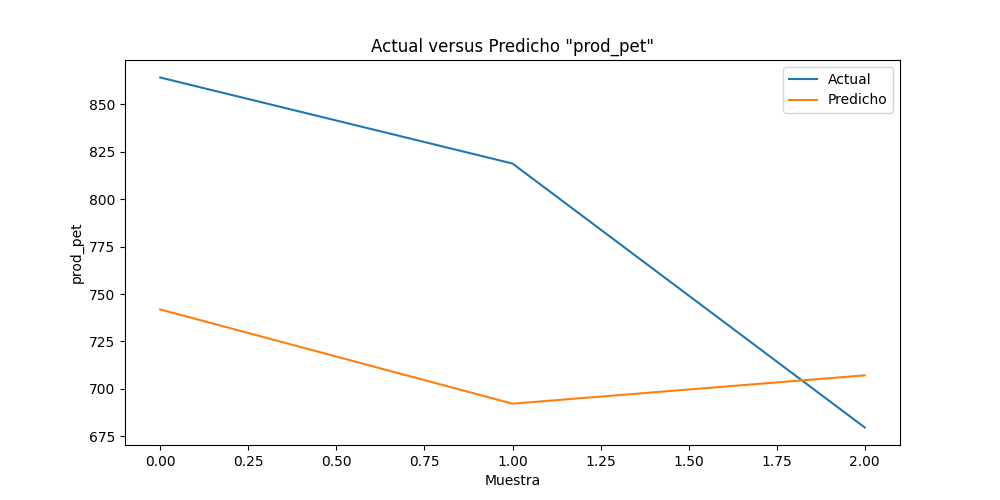 Actual versus Predicho "prod_pet"
Actual
Predicho
850
825
800
775
750
725
700
675
prod_pet
0.00 0.25 0.50 0.75 1.00 1.25 1.50 1.75 2.00
Muestra